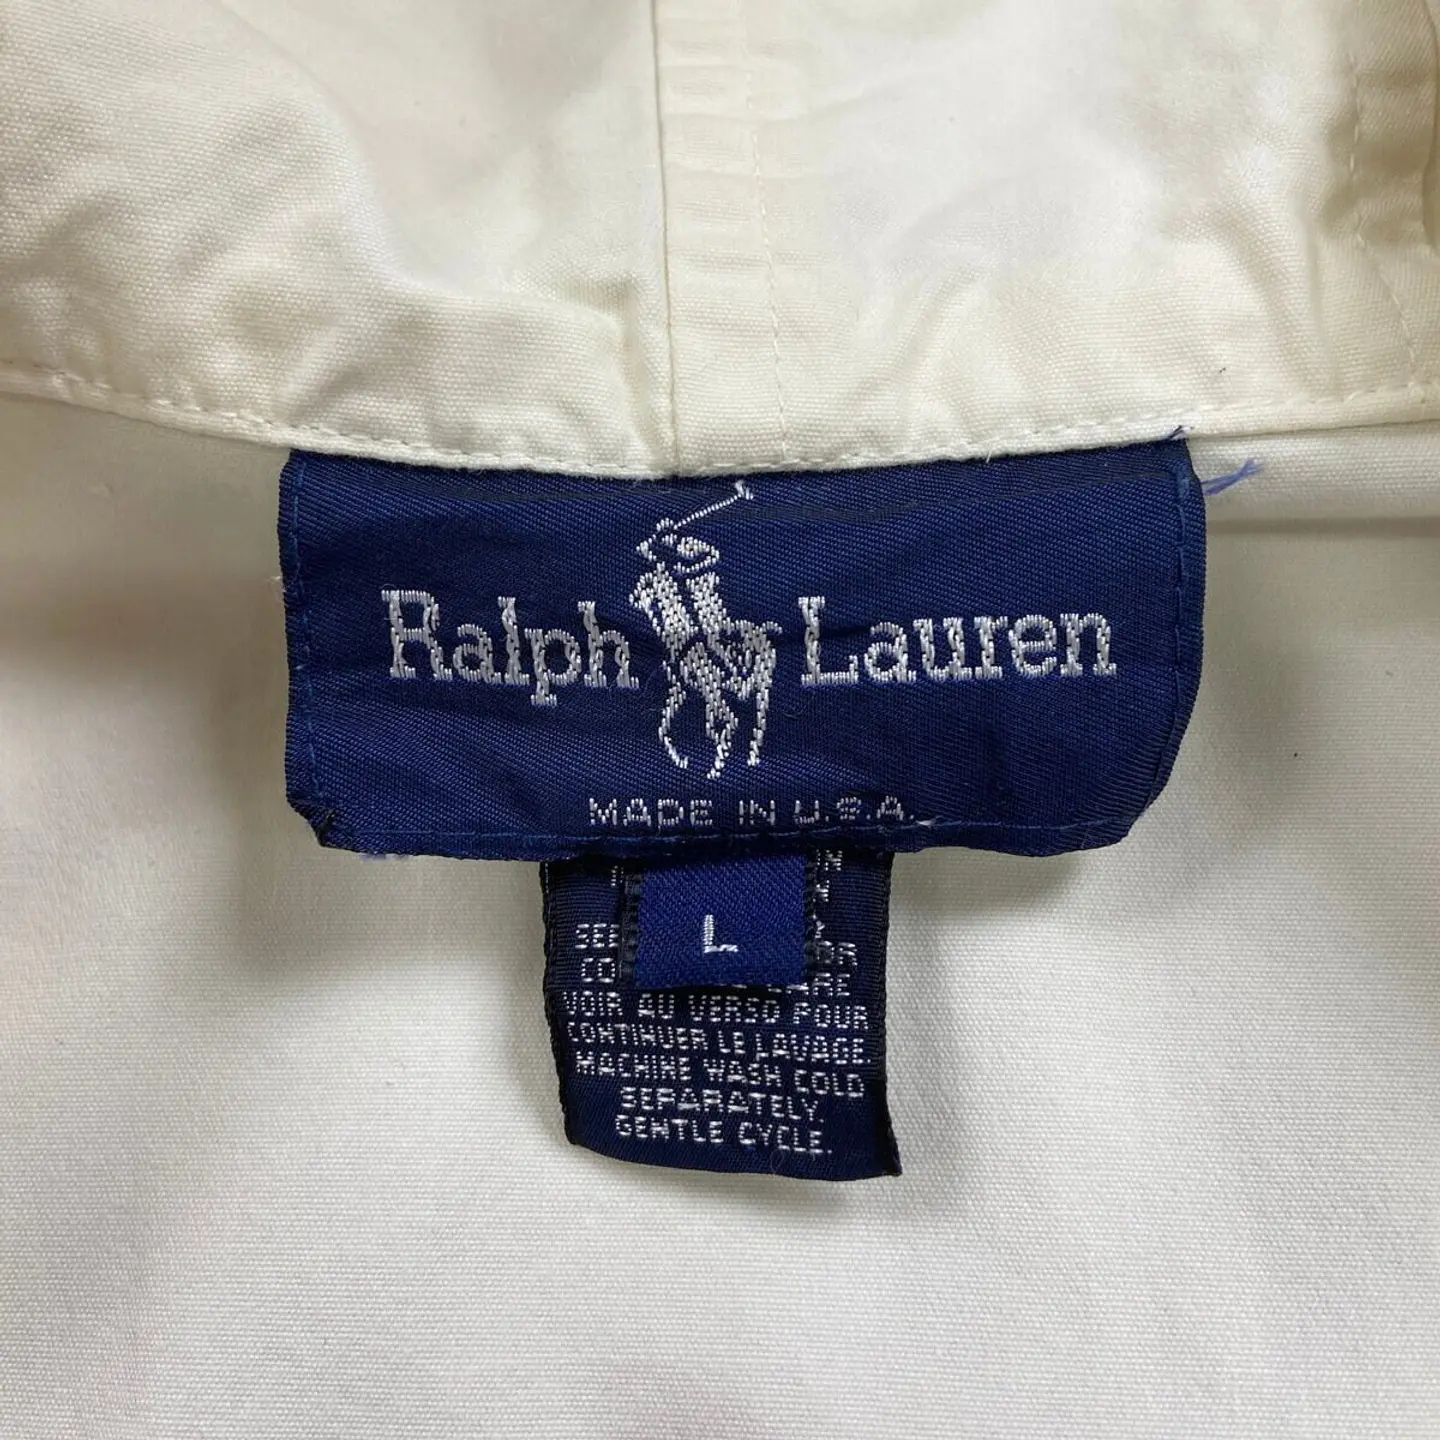 Ralph Lauren
MADE IN U.S.A.
L
VOIR AU VERSO POUR
CONTINUER LE LAVAGE.
MACHINE WASH COLD
SEPARATELY.
GENTLE CYCLE.